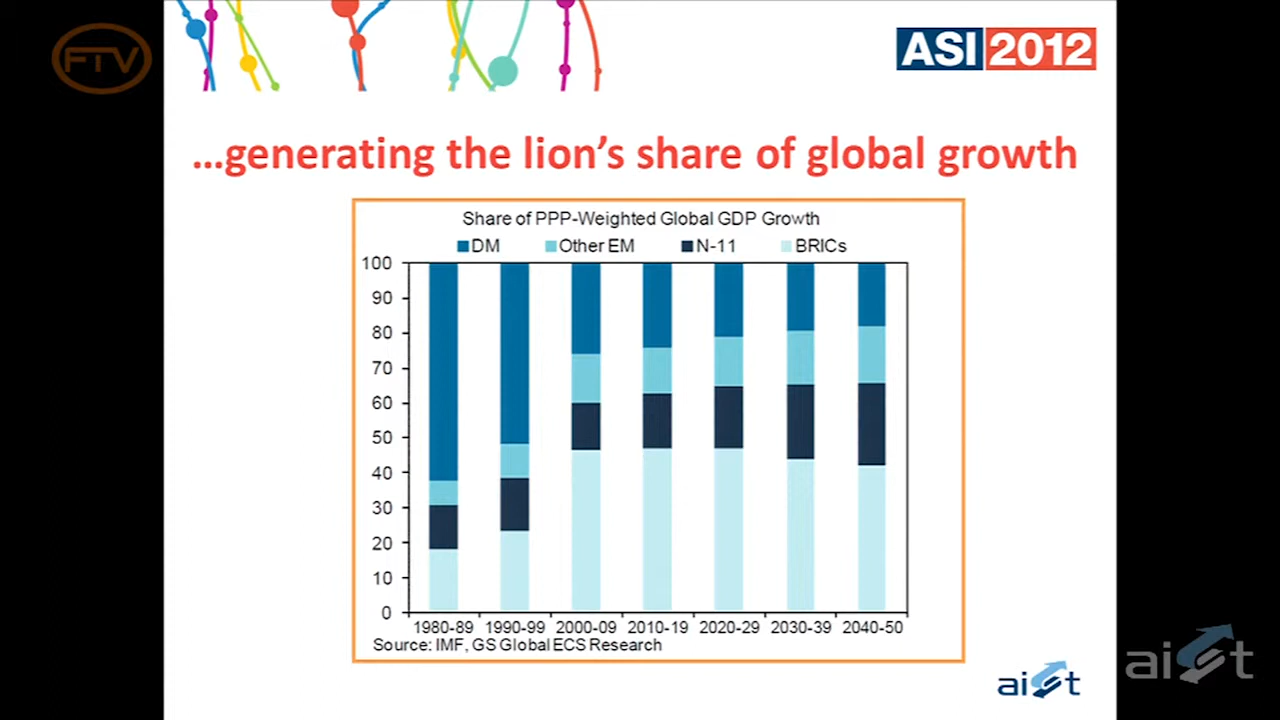 FTV
ASI 2012
...generating the lion's share of global growth
Share of PPP-Weighted Global GDP Growth
DM Other EM N-11 BRICs
100
90
80
70
60
50
40
30
20
10
0
1980-89 1990-99 2000-09 2010-19 2020-29 2030-39 2040-50
Source: IMF, GS Global ECS Research
aist
aist